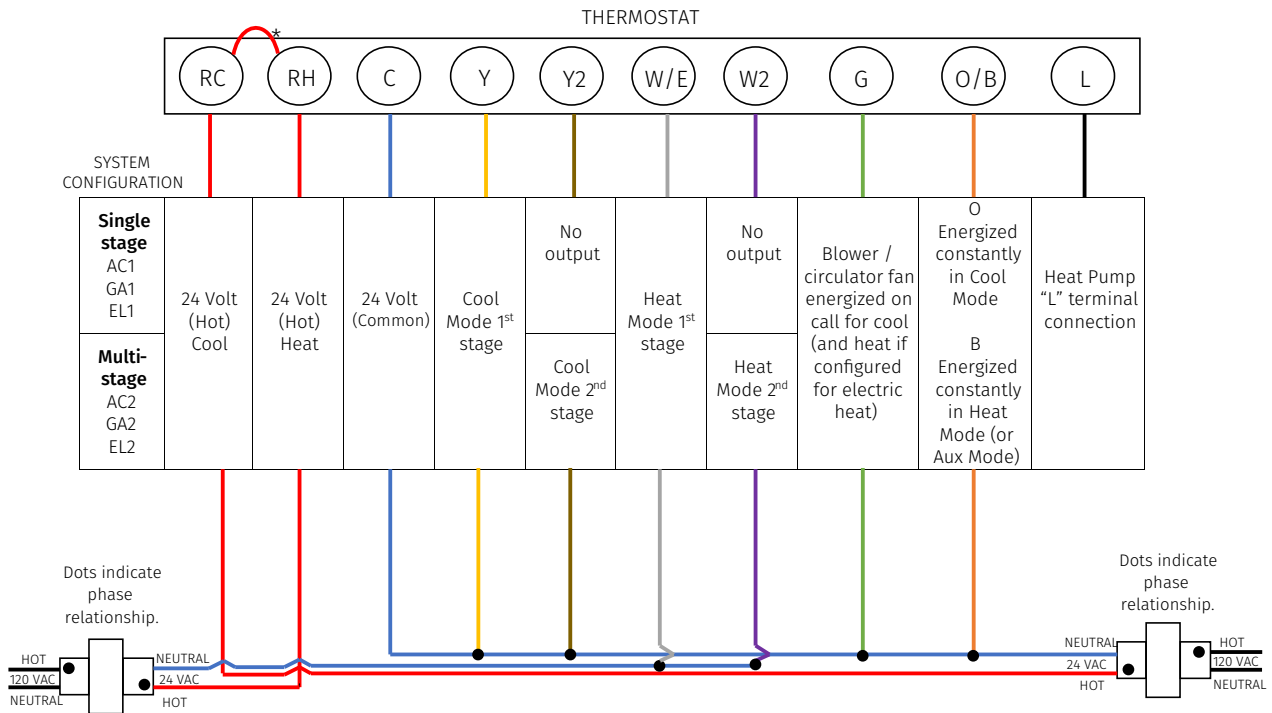 THERMOSTAT
*
RC
RH
C
Y
Y2
W/E
W2
G
O/B
L
SYSTEM
CONFIGURATION
Single
stage
AC1
GA1
EL1
Multi-
stage
AC2
GA2
EL2
24 Volt
(Hot)
Cool
24 Volt
(Hot)
Heat
24 Volt
(Common)
Cool
Mode 1st
stage
No
output
Cool
Mode 2nd
stage
Heat
Mode 1st
stage
No
output
Heat
Mode 2nd
stage
Blower /
circulator fan
energized on
call for cool
(and heat if
configured
for electric
heat)
O
Energized
constantly
in Cool
Mode
B
Energized
constantly
in Heat
Mode (or
Aux Mode)
Heat Pump
“L” terminal
connection
Dots indicate
phase
relationship.
HOT
120 VAC
NEUTRAL
NEUTRAL
24 VAC
HOT
Dots indicate
phase
relationship.
NEUTRAL
24 VAC
HOT
HOT
120 VAC
NEUTRAL